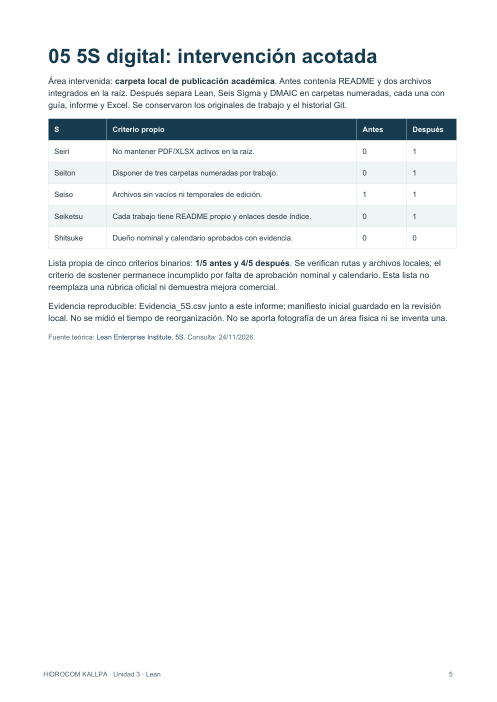 05 5S digital: intervención acotada
Área intervenida: carpeta local de publicación académica. Antes contenía README y dos archivos
integrados en la raíz. Después separa Lean, Seis Sigma y DMAIC en carpetas numeradas, cada una con
guía, informe y Excel. Se conservaron los originales de trabajo y el historial Git.
S Criterio propio Antes Después
Seiri No mantener PDF/XLSX activos en la raíz. 0 1
Seiton Disponer de tres carpetas numeradas por trabajo. 0 1
Seiso Archivos sin vacíos ni temporales de edición. 1 1
Seiketsu Cada trabajo tiene README propio y enlaces desde índice. 0 1
Shitsuke Dueño nominal y calendario aprobados con evidencia. 0 0
Lista propia de cinco criterios binarios: 1/5 antes y 4/5 después. Se verifican rutas y archivos locales; el
criterio de sostener permanece incumplido por falta de aprobación nominal y calendario. Esta lista no
reemplaza una rúbrica oficial ni demuestra mejora comercial.
Evidencia reproducible: Evidencia_5S.csv junto a este informe; manifiesto inicial guardado en la revisión
local. No se midió el tiempo de reorganización. No se aporta fotografía de un área física ni se inventa una.
Fuente teórica: Lean Enterprise Institute, 5S. Consulta: 24/11/2026.
HIDROCOM KALLPA · Unidad 3 · Lean 5